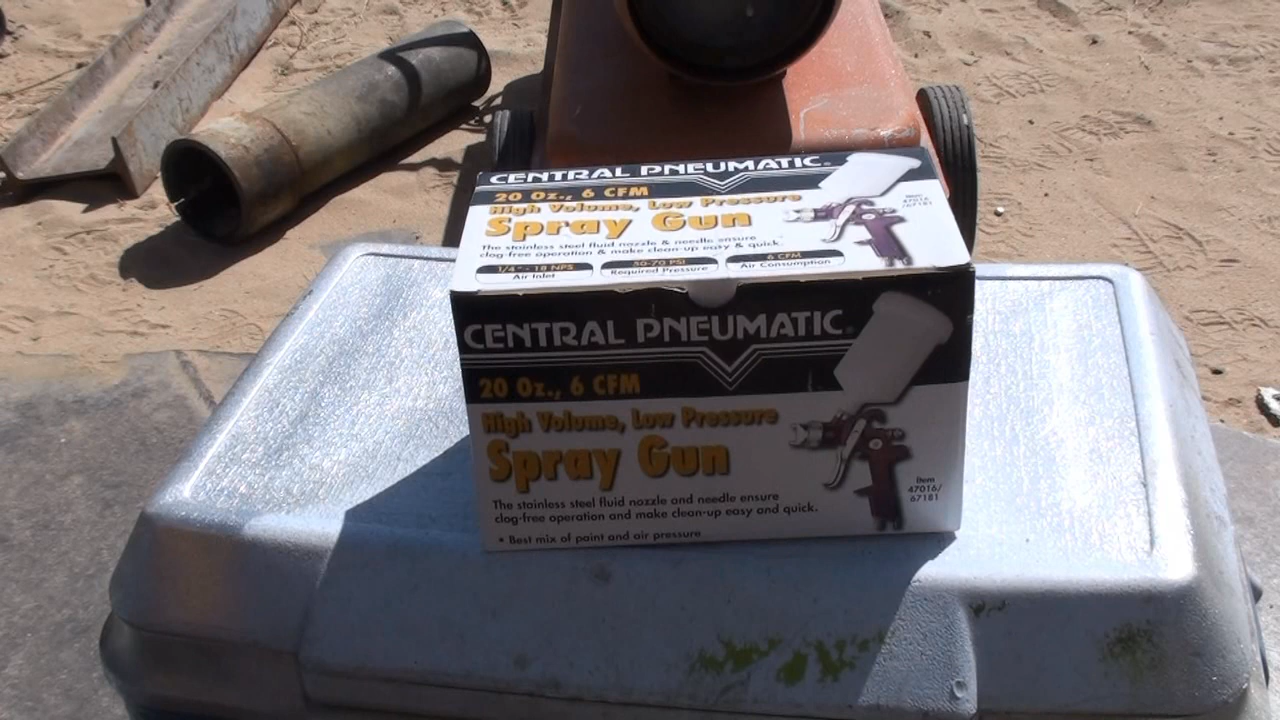 CENTRAL PNEUMATIC®
20 Oz., 6 CFM
High Volume, Low Pressure
Spray Gun
Item
47016
/67181
The stainless steel fluid nozzle & needle ensure
clog-free operation & make clean-up easy & quick.
1/4" - 18 NPS
Air Inlet
50-70 PSI
Required Pressure
6 CFM
Air Consumption
CENTRAL PNEUMATIC®
20 Oz., 6 CFM
High Volume, Low Pressure
Spray Gun
Item
47016/
67181
The stainless steel fluid nozzle and needle ensure
clog-free operation and make clean-up easy and quick.
• Best mix of paint and air pressure